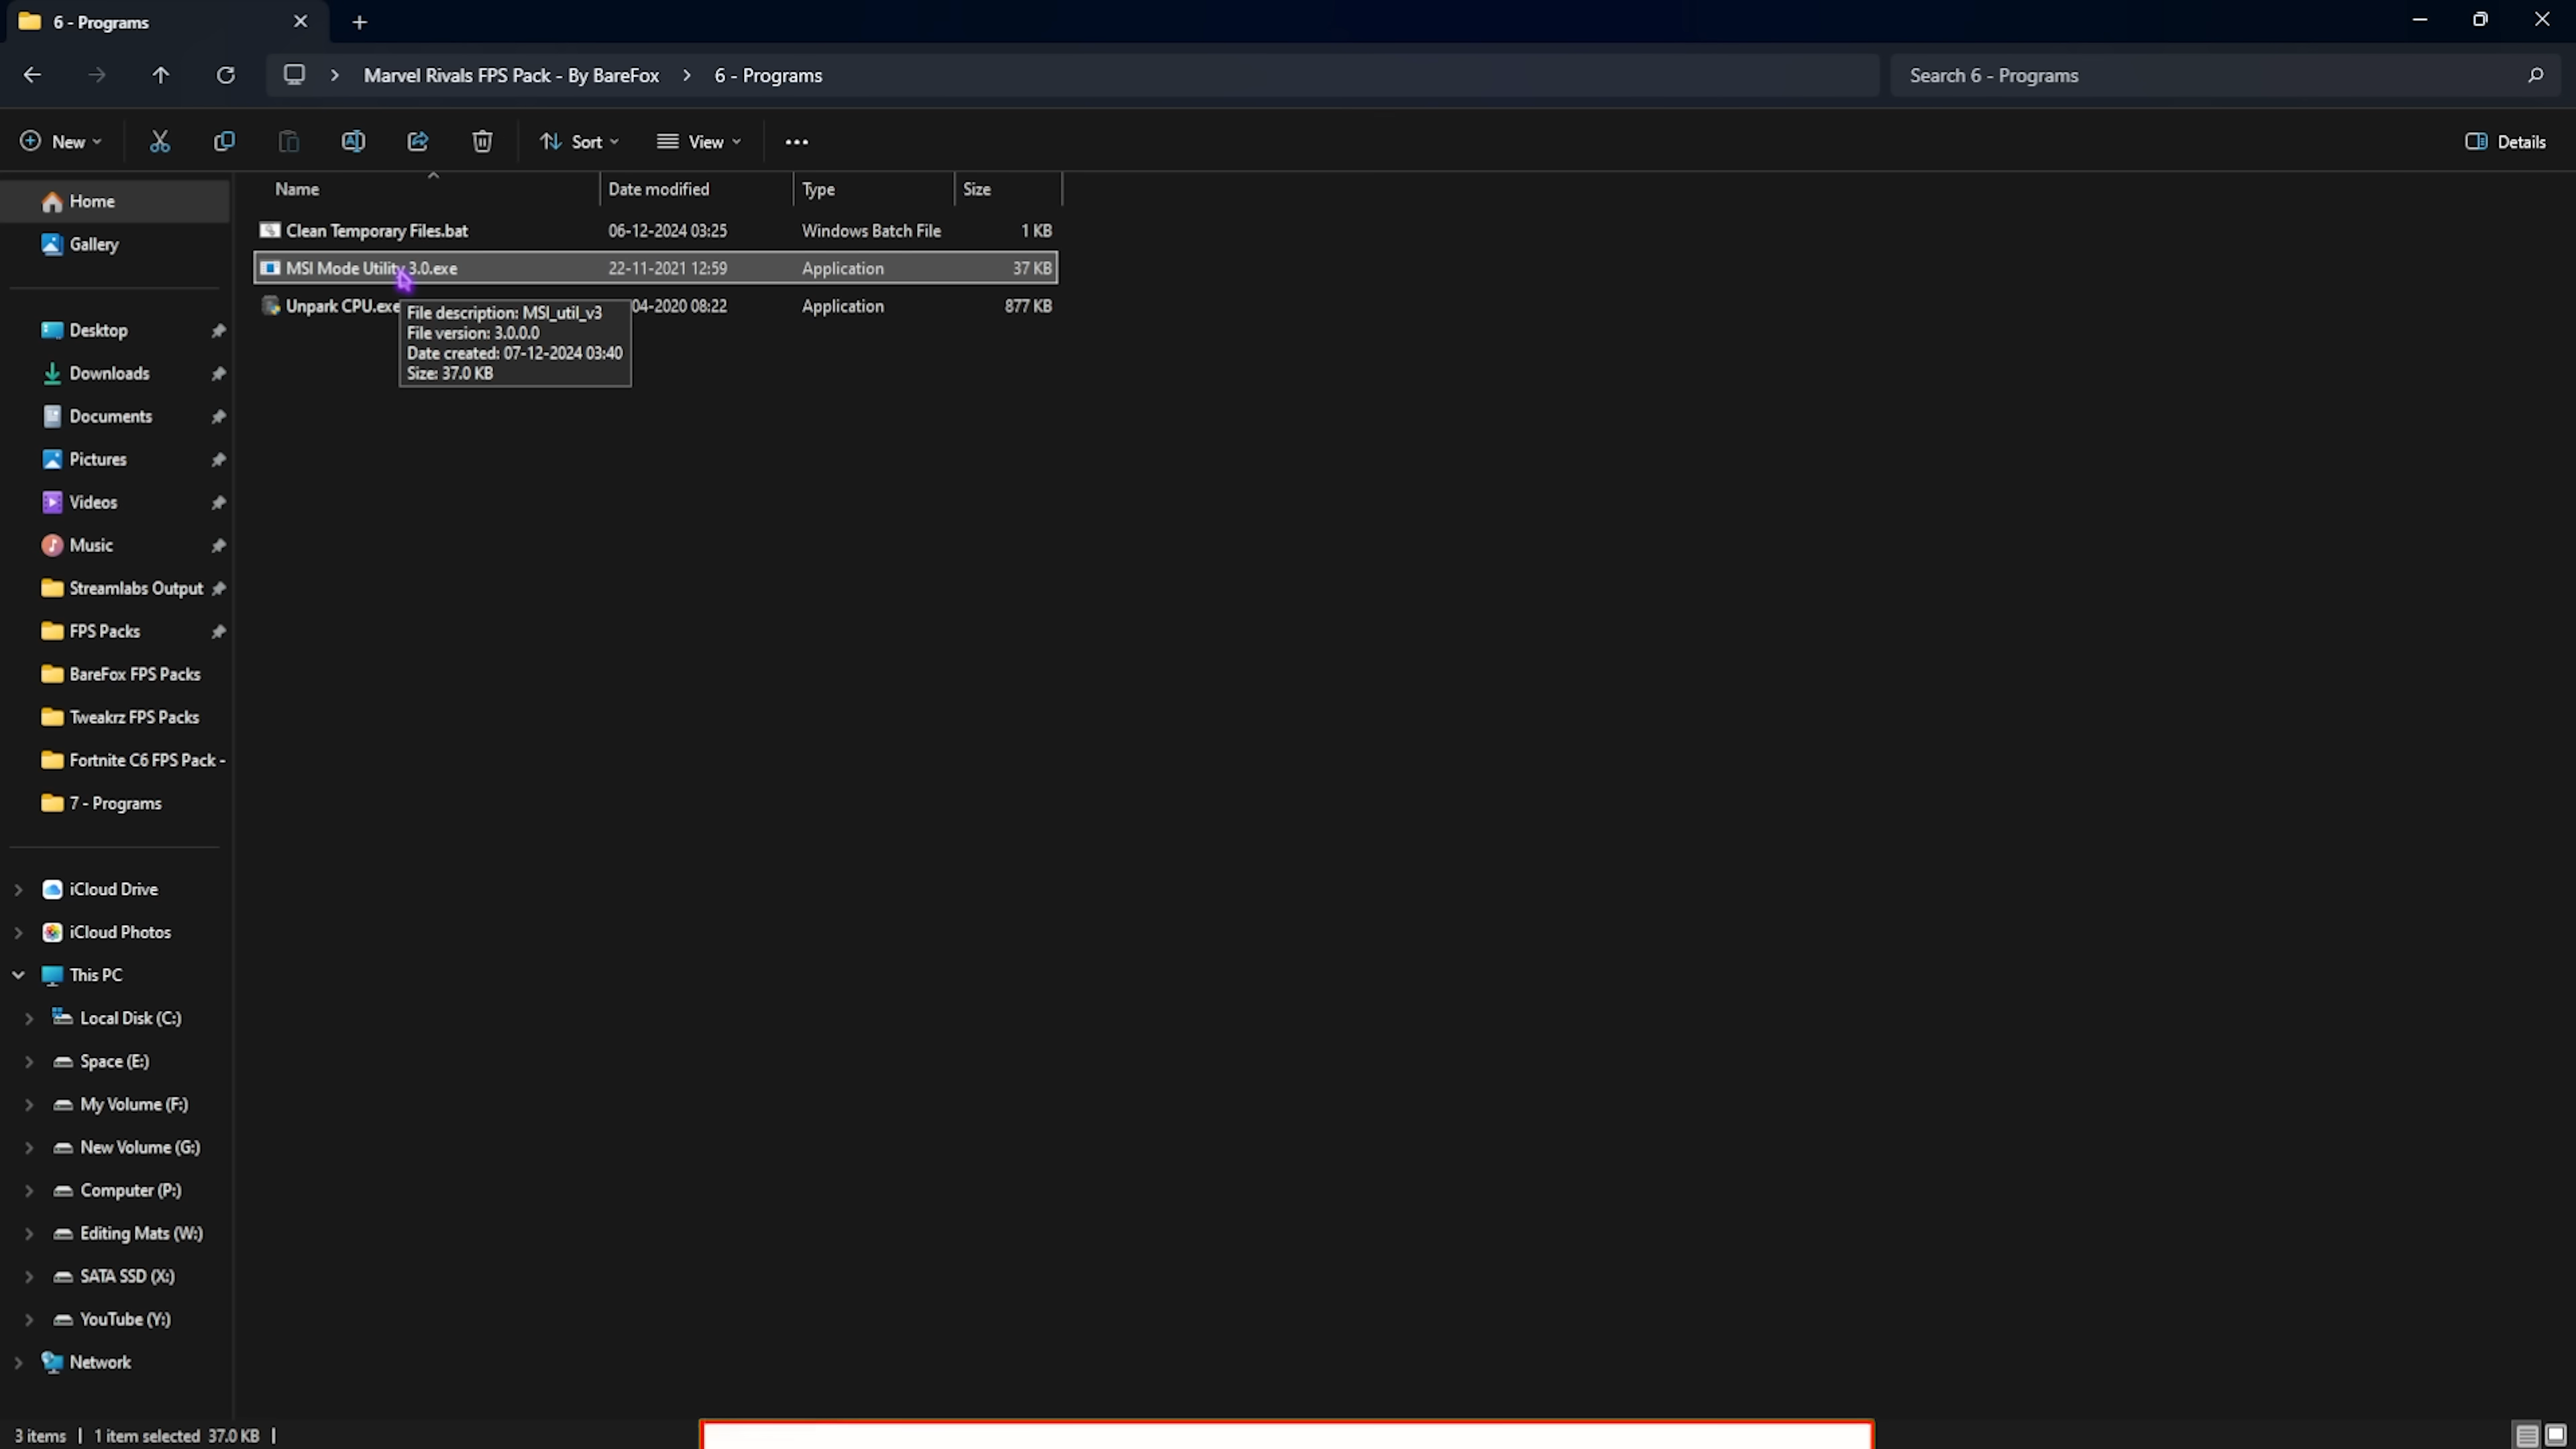 6 - Programs
Marvel Rivals FPS Pack - By BareFox > 6 - Programs
Search 6 - Programs
New
Sort
View
Details
Name Date modified Type Size
Clean Temporary Files.bat 06-12-2024 03:25 Windows Batch File 1 KB
MSI Mode Utility 3.0.exe 22-11-2021 12:59 Application 37 KB
Unpark CPU.exe 04-2020 08:22 Application 877 KB
File description: MSI_util_v3
File version: 3.0.0.0
Date created: 07-12-2024 03:40
Size: 37.0 KB
Home
Gallery
Desktop
Downloads
Documents
Pictures
Videos
Music
Streamlabs Output
FPS Packs
BareFox FPS Packs
Tweakrz FPS Packs
Fortnite C6 FPS Pack -
7 - Programs
iCloud Drive
iCloud Photos
This PC
Local Disk (C:)
Space (E:)
My Volume (F:)
New Volume (G:)
Computer (P:)
Editing Mats (W:)
SATA SSD (X:)
YouTube (Y:)
Network
3 items | 1 item selected 37.0 KB |